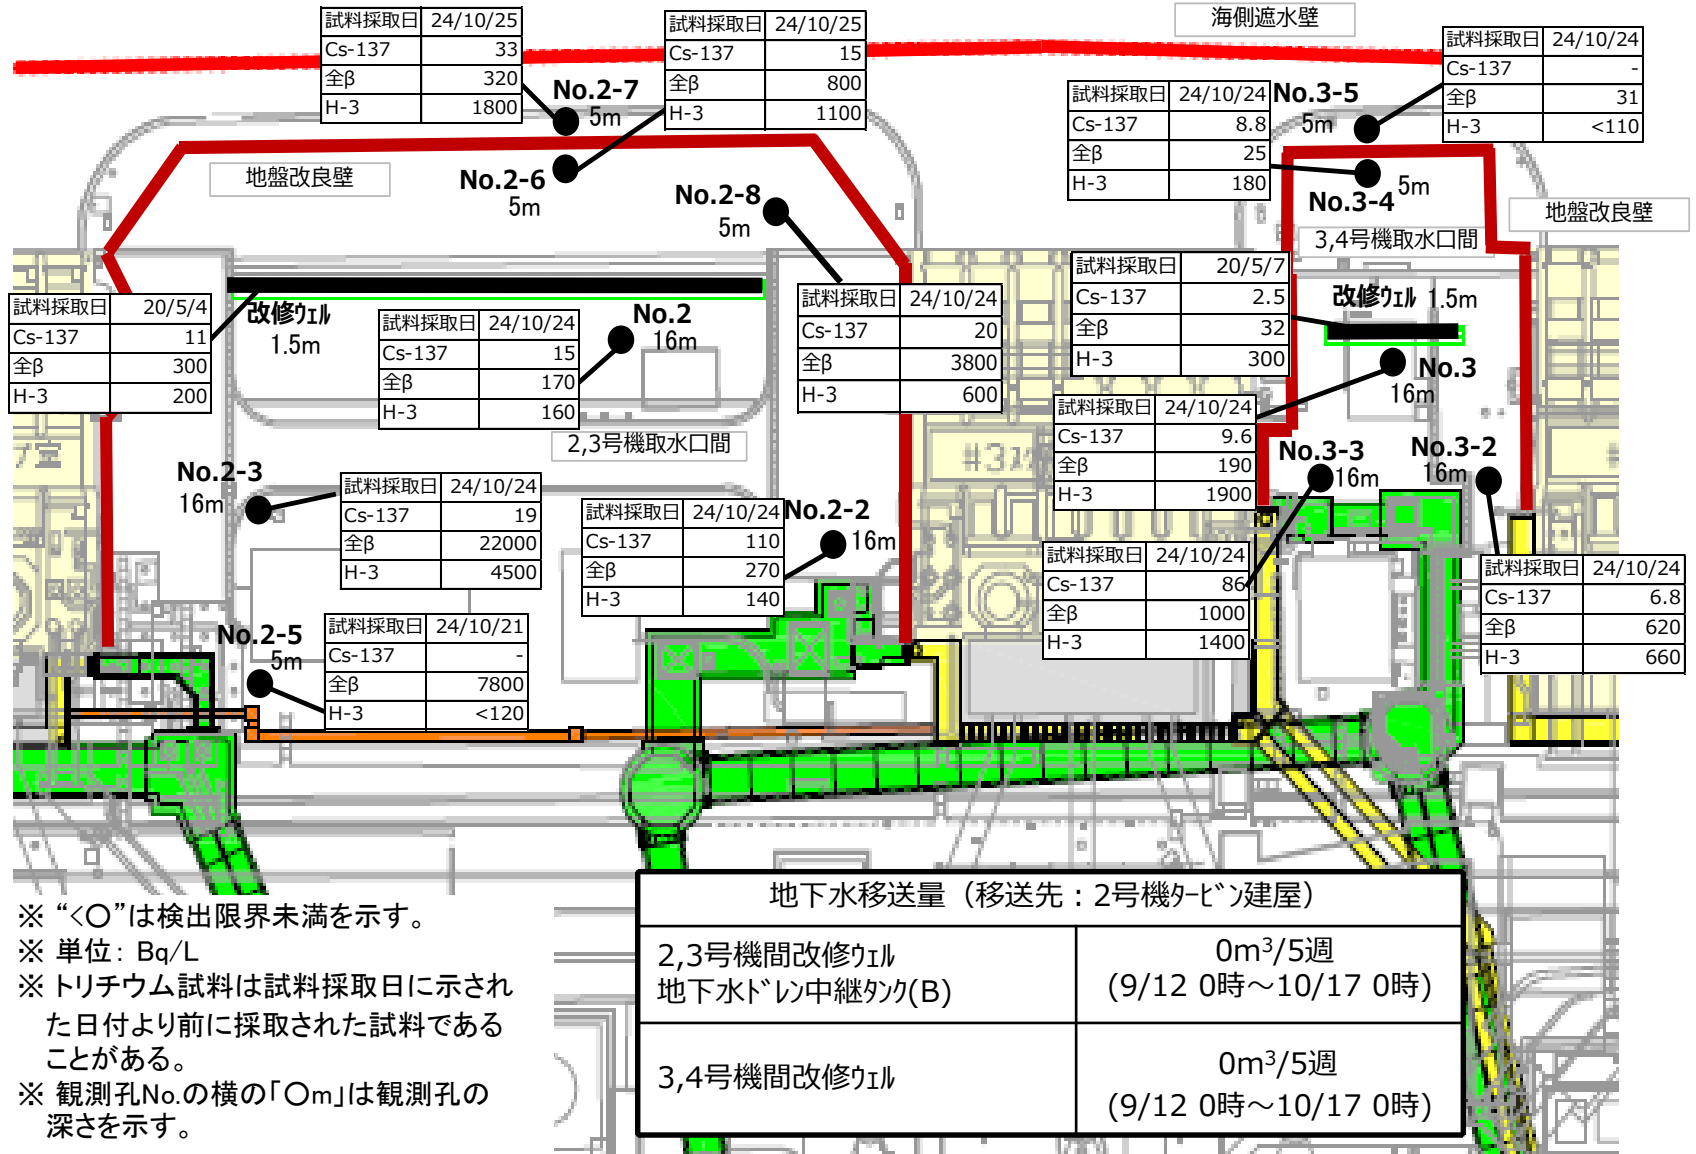 海側遮水壁
試料採取日 24/10/25
Cs-137 33
全β 320
H-3 1800
No.2-7
5m
試料採取日 24/10/25
Cs-137 15
全β 800
H-3 1100
No.2-6
5m
試料採取日 24/10/24
Cs-137 8.8
全β 25
H-3 180
No.3-5
5m
試料採取日 24/10/24
Cs-137 -
全β 31
H-3 <110
No.3-4
5m
地盤改良壁
地盤改良壁
No.2-8
5m
3,4号機取水口間
試料採取日 20/5/4
Cs-137 11
全β 300
H-3 200
改修ウェル
1.5m
試料採取日 24/10/24
Cs-137 15
全β 170
H-3 160
No.2
16m
試料採取日 24/10/24
Cs-137 20
全β 3800
H-3 600
試料採取日 20/5/7
Cs-137 2.5
全β 32
H-3 300
改修ウェル 1.5m
No.3
16m
試料採取日 24/10/24
Cs-137 9.6
全β 190
H-3 1900
2,3号機取水口間
No.2-3
16m
試料採取日 24/10/24
Cs-137 19
全β 22000
H-3 4500
試料採取日 24/10/24
Cs-137 110
全β 270
H-3 140
No.2-2
16m
No.3-3
16m
No.3-2
16m
試料採取日 24/10/24
Cs-137 86
全β 1000
H-3 1400
試料採取日 24/10/24
Cs-137 6.8
全β 620
H-3 660
No.2-5
5m
試料採取日 24/10/21
Cs-137 -
全β 7800
H-3 <120
※ “<〇”は検出限界未満を示す。
※ 単位: Bq/L
※ トリチウム試料は試料採取日に示され
た日付より前に採取された試料である
ことがある。
※ 観測孔No.の横の「〇m」は観測孔の
深さを示す。
地下水移送量（移送先：2号機タービン建屋）
2,3号機間改修ウェル
地下水ドレン中継タンク(B)
0m³/5週
(9/12 0時～10/17 0時)
3,4号機間改修ウェル
0m³/5週
(9/12 0時～10/17 0時)